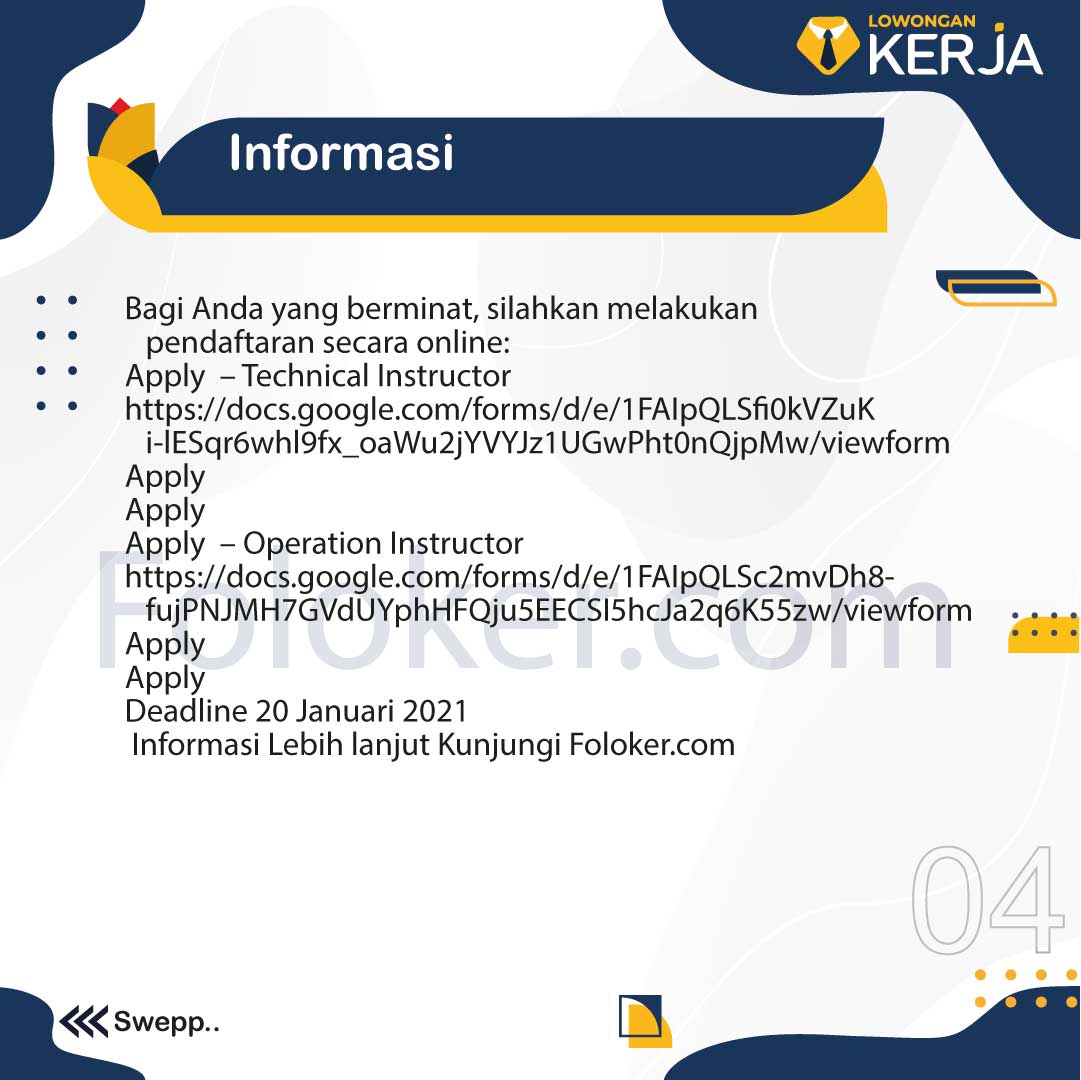 LOWONGAN
KERJA
Informasi
Bagi Anda yang berminat, silahkan melakukan
pendaftaran secara online:
Apply – Technical Instructor
https://docs.google.com/forms/d/e/1FAIpQLSfi0kVZuK
i-lESqr6whl9fx_oaWu2jYVYJz1UGwPht0nQjpMw/viewform
Apply
Apply
Apply – Operation Instructor
https://docs.google.com/forms/d/e/1FAIpQLSc2mvDh8-
fujPNJMH7GVdUYphHFQju5EECSI5hcJa2q6K55zw/viewform
Apply
Apply
Deadline 20 Januari 2021
Informasi Lebih lanjut Kunjungi Foloker.com
Foloker.com
04
Swepp..